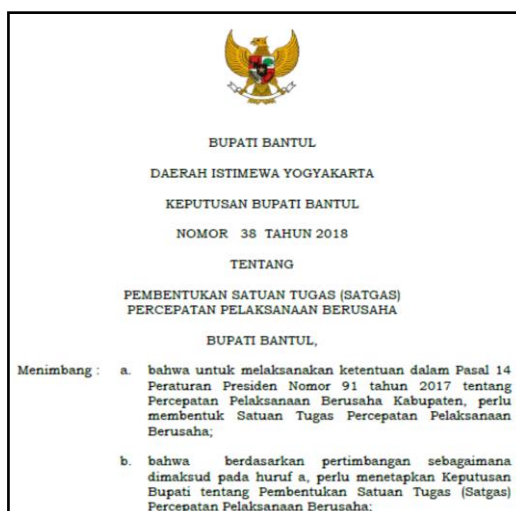 BUPATI BANTUL
DAERAH ISTIMEWA YOGYAKARTA
KEPUTUSAN BUPATI BANTUL
NOMOR 38 TAHUN 2018
TENTANG
PEMBENTUKAN SATUAN TUGAS (SATGAS)
PERCEPATAN PELAKSANAAN BERUSAHA
BUPATI BANTUL,
Menimbang : a. bahwa untuk melaksanakan ketentuan dalam Pasal 14
Peraturan Presiden Nomor 91 tahun 2017 tentang
Percepatan Pelaksanaan Berusaha Kabupaten, perlu
membentuk Satuan Tugas Percepatan Pelaksanaan
Berusaha;
b. bahwa berdasarkan pertimbangan sebagaimana
dimaksud pada huruf a, perlu menetapkan Keputusan
Bupati tentang Pembentukan Satuan Tugas (Satgas)
Percepatan Pelaksanaan Berusaha;